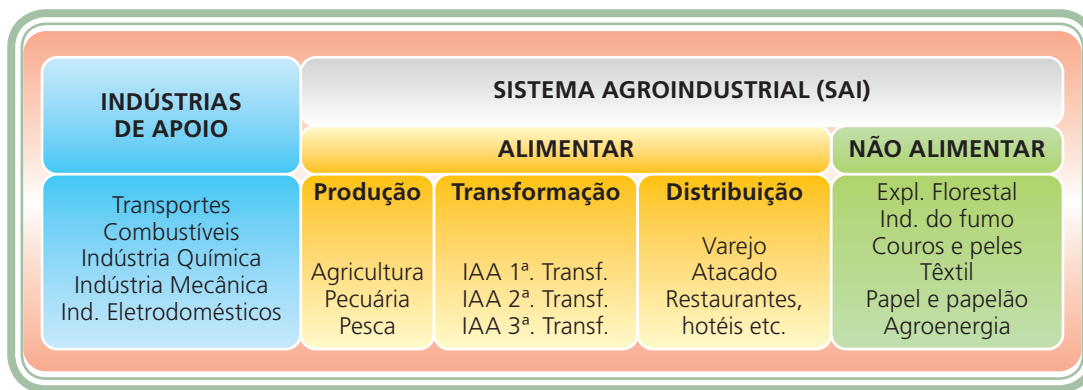 INDÚSTRIAS
DE APOIO
SISTEMA AGROINDUSTRIAL (SAI)
ALIMENTAR
NÃO ALIMENTAR
Transportes
Combustíveis
Indústria Química
Indústria Mecânica
Ind. Eletrodomésticos
Produção
Agricultura
Pecuária
Pesca
Transformação
IAA 1ª. Transf.
IAA 2ª. Transf.
IAA 3ª. Transf.
Distribuição
Varejo
Atacado
Restaurantes,
hotéis etc.
Expl. Florestal
Ind. do fumo
Couros e peles
Têxtil
Papel e papelão
Agroenergia